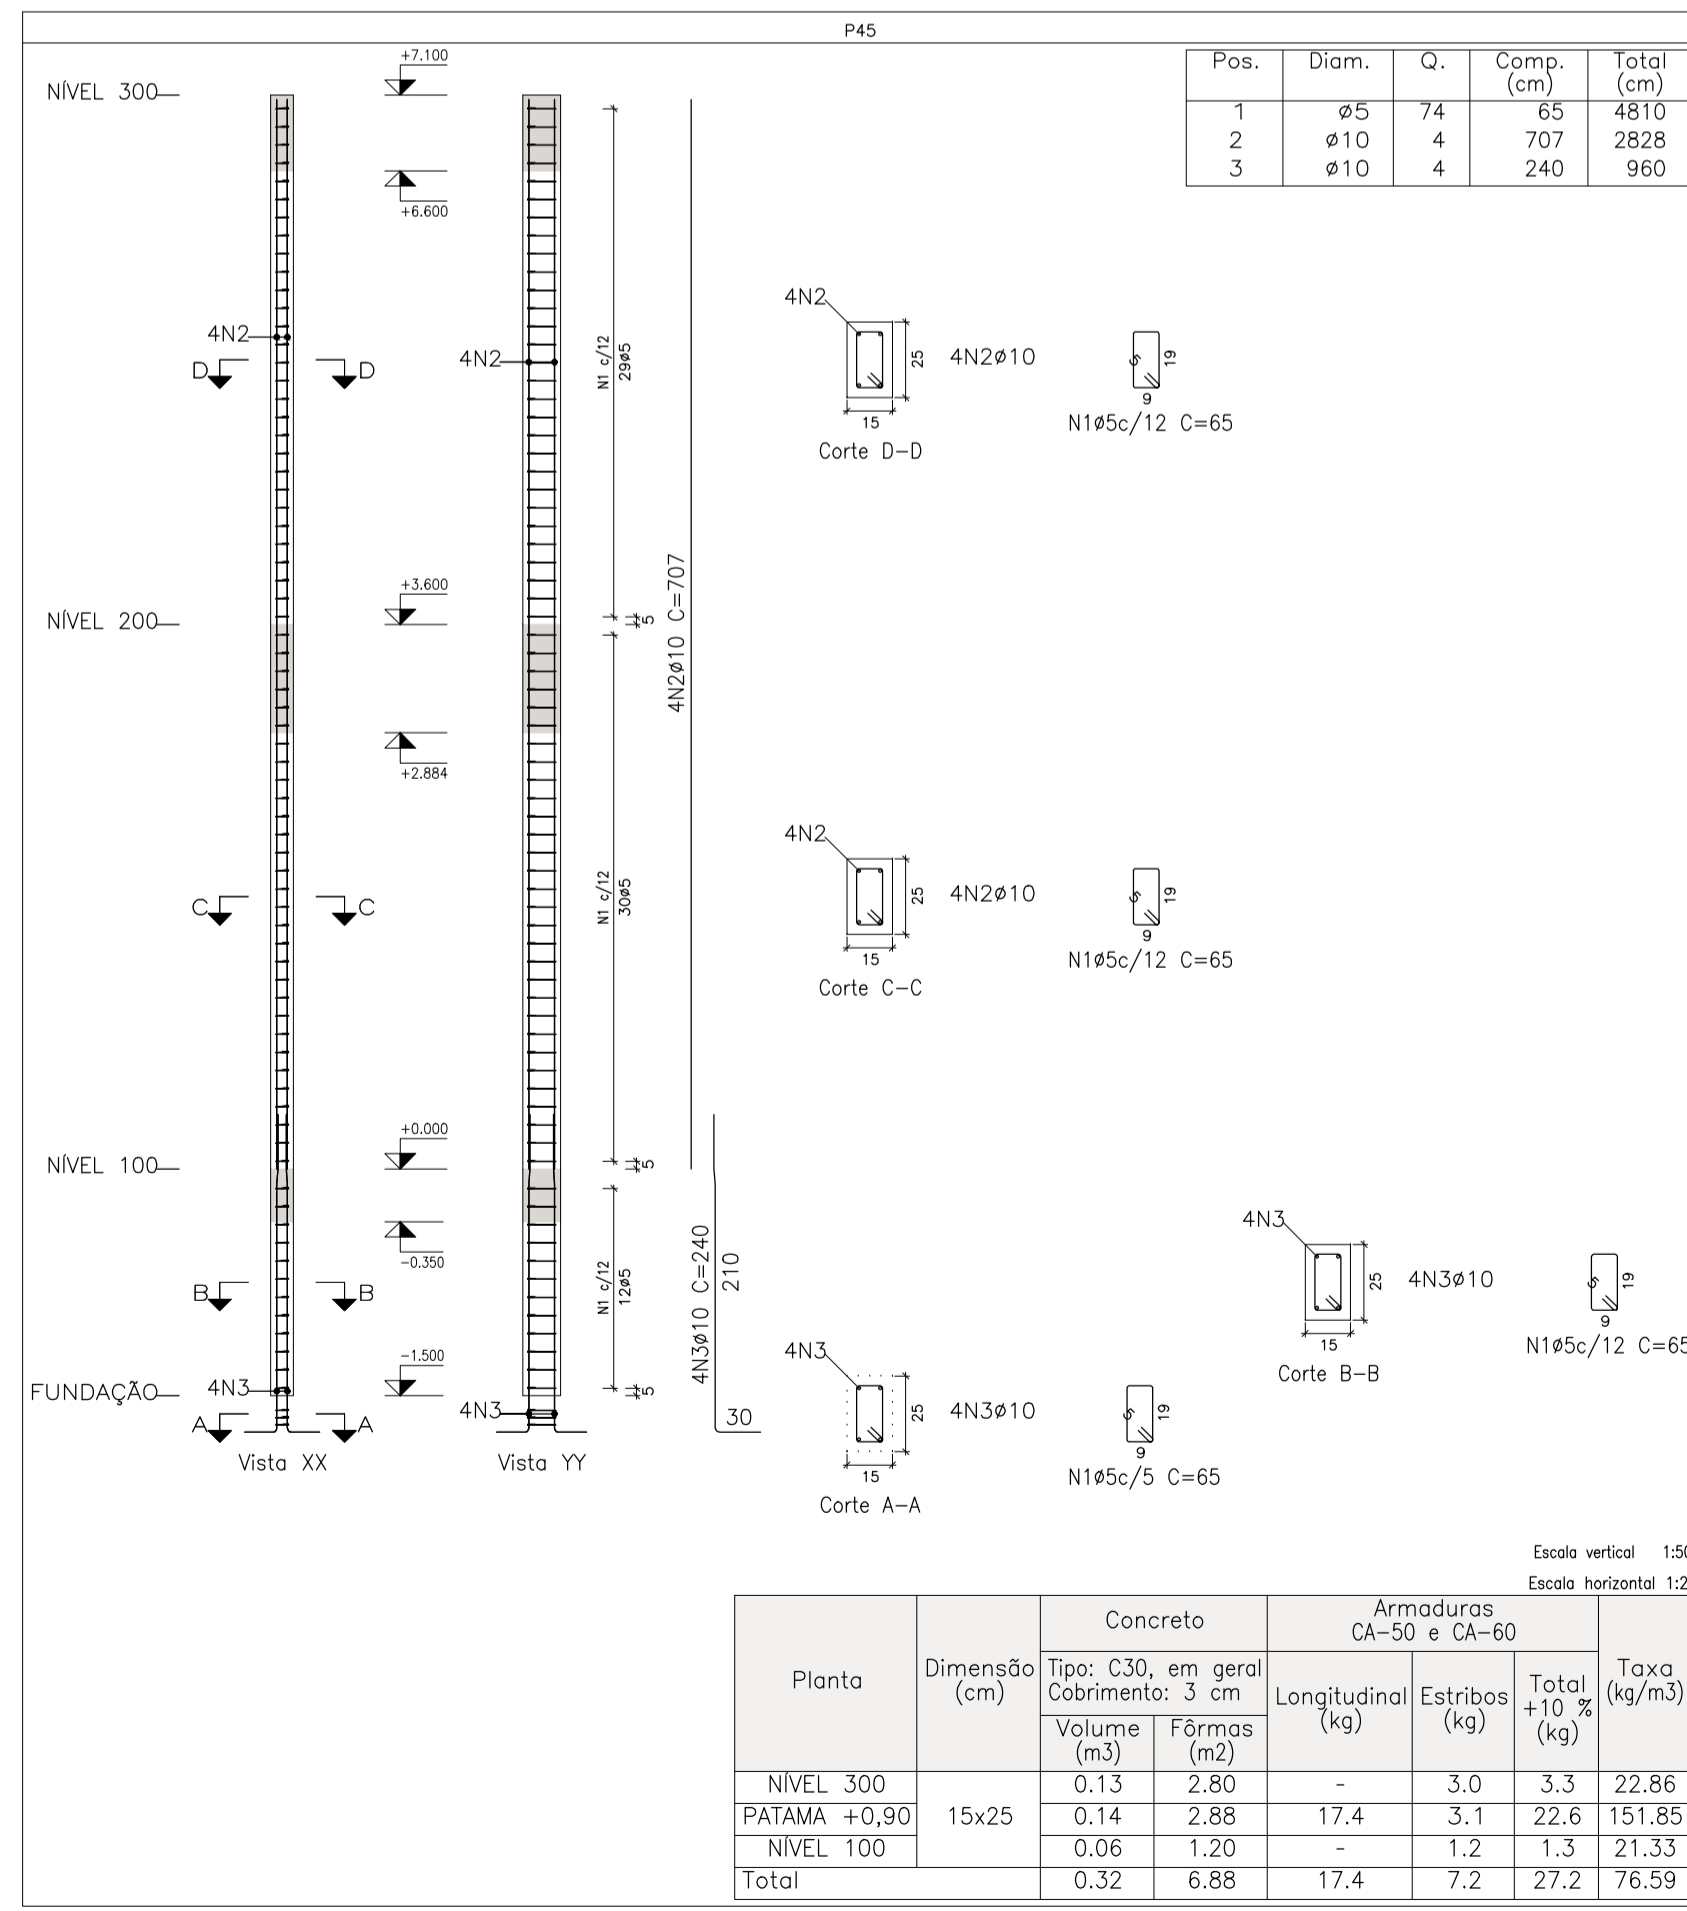 P45
Pos. Diam. Q. Comp. (cm) Total (cm)
1 ø5 74 65 4810
2 ø10 4 707 2828
3 ø10 4 240 960
NÍVEL 300
+7.100
+6.600
4N2
D D
4N2
N1 c/12
29ø5
4N2
25
15
4N2ø10
5
19
9
N1ø5c/12 C=65
Corte D-D
4N2ø10 C=707
NÍVEL 200
+3.600
5
+2.884
C C
N1 c/12
30ø5
4N2
25
15
4N2ø10
5
19
9
N1ø5c/12 C=65
Corte C-C
NÍVEL 100
+0.000
5
-0.350
B B
N1 c/12
12ø5
4N3ø10 C=240
210
30
4N3
25
15
4N3ø10
5
19
9
N1ø5c/12 C=65
Corte B-B
FUNDAÇÃO
-1.500
5
4N3
4N3
A A
Vista XX
Vista YY
4N3
25
15
4N3ø10
5
19
9
N1ø5c/5 C=65
Corte A-A
Escala vertical
Escala horizontal
Planta
Dimensão (cm)
Concreto
Tipo: C30, em geral
Cobrimento: 3 cm
Volume (m3)
Fôrmas (m2)
Armaduras
CA-50 e CA-60
Longitudinal (kg)
Estribos (kg)
Total +10 % (kg)
Taxa (kg/m3)
NÍVEL 300 15x25 0.13 2.80 - 3.0 3.3 22.86
PATAMA +0,90 0.14 2.88 17.4 3.1 22.6 151.85
NÍVEL 100 0.06 1.20 - 1.2 1.3 21.33
Total 0.32 6.88 17.4 7.2 27.2 76.59